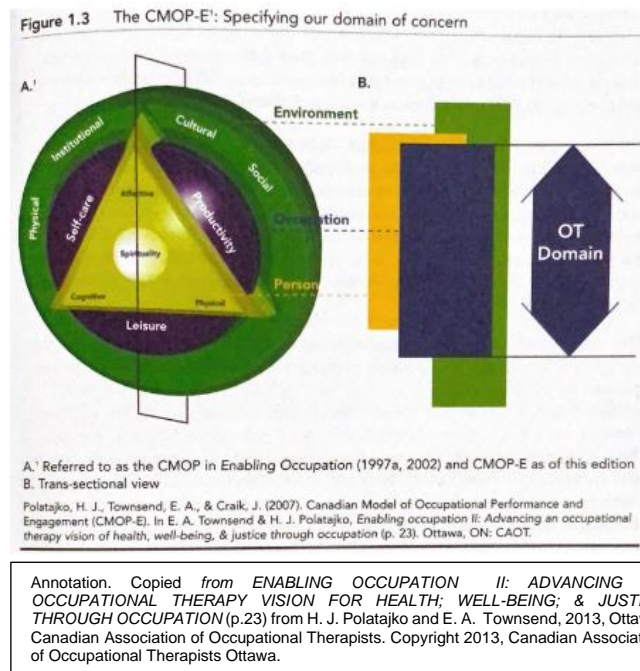 Figure 1.3 The CMOP-E¹: Specifying our domain of concern
A.¹
B.
Environment
Occupation
Person
Institutional
Cultural
Social
Physical
Self-care
Affective
Productivity
Spirituality
Cognitive
Physical
Leisure
OT
Domain
A.¹ Referred to as the CMOP in Enabling Occupation (1997a, 2002) and CMOP-E as of this edition
B. Trans-sectional view
Polatajko, H. J., Townsend, E. A., & Craik, J. (2007). Canadian Model of Occupational Performance and
Engagement (CMOP-E). In E. A. Townsend & H. J. Polatajko, Enabling occupation II: Advancing an occupational
therapy vision of health, well-being, & justice through occupation (p. 23). Ottawa, ON: CAOT.
Annotation. Copied from ENABLING OCCUPATION II: ADVANCING
OCCUPATIONAL THERAPY VISION FOR HEALTH; WELL-BEING; & JUSTI
THROUGH OCCUPATION (p.23) from H. J. Polatajko and E. A. Townsend, 2013, Otta
Canadian Association of Occupational Therapists. Copyright 2013, Canadian Associat
of Occupational Therapists Ottawa.